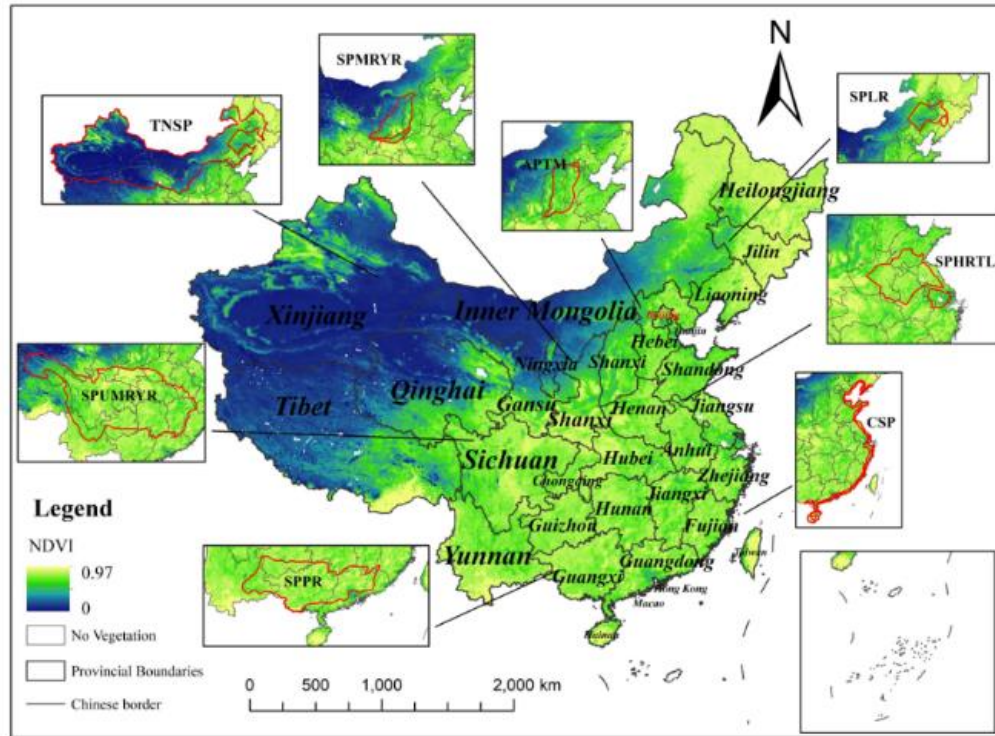 N
SPMRYR
SPLR
TNSP
APTM
Heilongjiang
Jilin
SPHRTL
Liaoning
Xinjiang
Inner Mongolia
Beijing
Tianjin
Hebei
Ningxia
Shanxi
Shandong
SPUMRYR
Qinghai
Tibet
Gansu
Shanxi
Henan
Jiangsu
CSP
Sichuan
Hubei
Anhui
Chongqing
Zhejiang
Jiangxi
Hunan
Guizhou
Fujian
Yunnan
Taiwan
Guangdong
Guangxi
Hong Kong
Macao
Hainan
SPPR
Legend
NDVI
0.97
0
No Vegetation
Provincial Boundaries
Chinese border
0 500 1,000 2,000 km